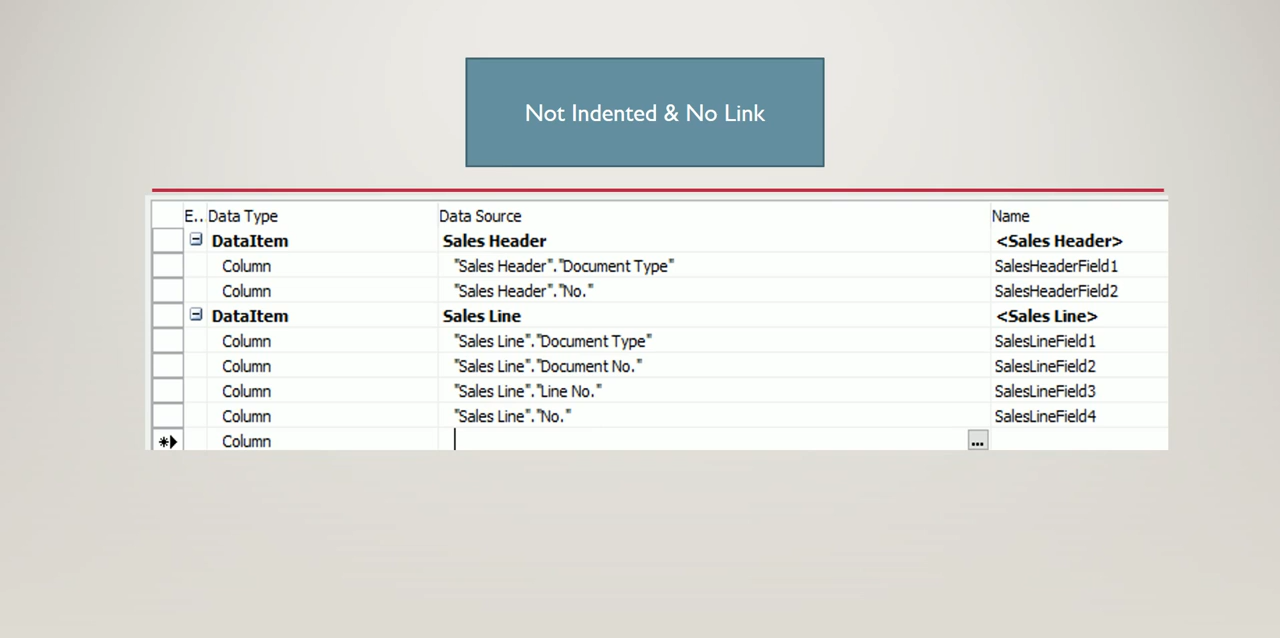 Not Indented & No Link
E.. Data Type Data Source Name
DataItem Sales Header <Sales Header>
Column "Sales Header"."Document Type" SalesHeaderField1
Column "Sales Header"."No." SalesHeaderField2
DataItem Sales Line <Sales Line>
Column "Sales Line"."Document Type" SalesLineField1
Column "Sales Line"."Document No." SalesLineField2
Column "Sales Line"."Line No." SalesLineField3
Column "Sales Line"."No." SalesLineField4
Column ...